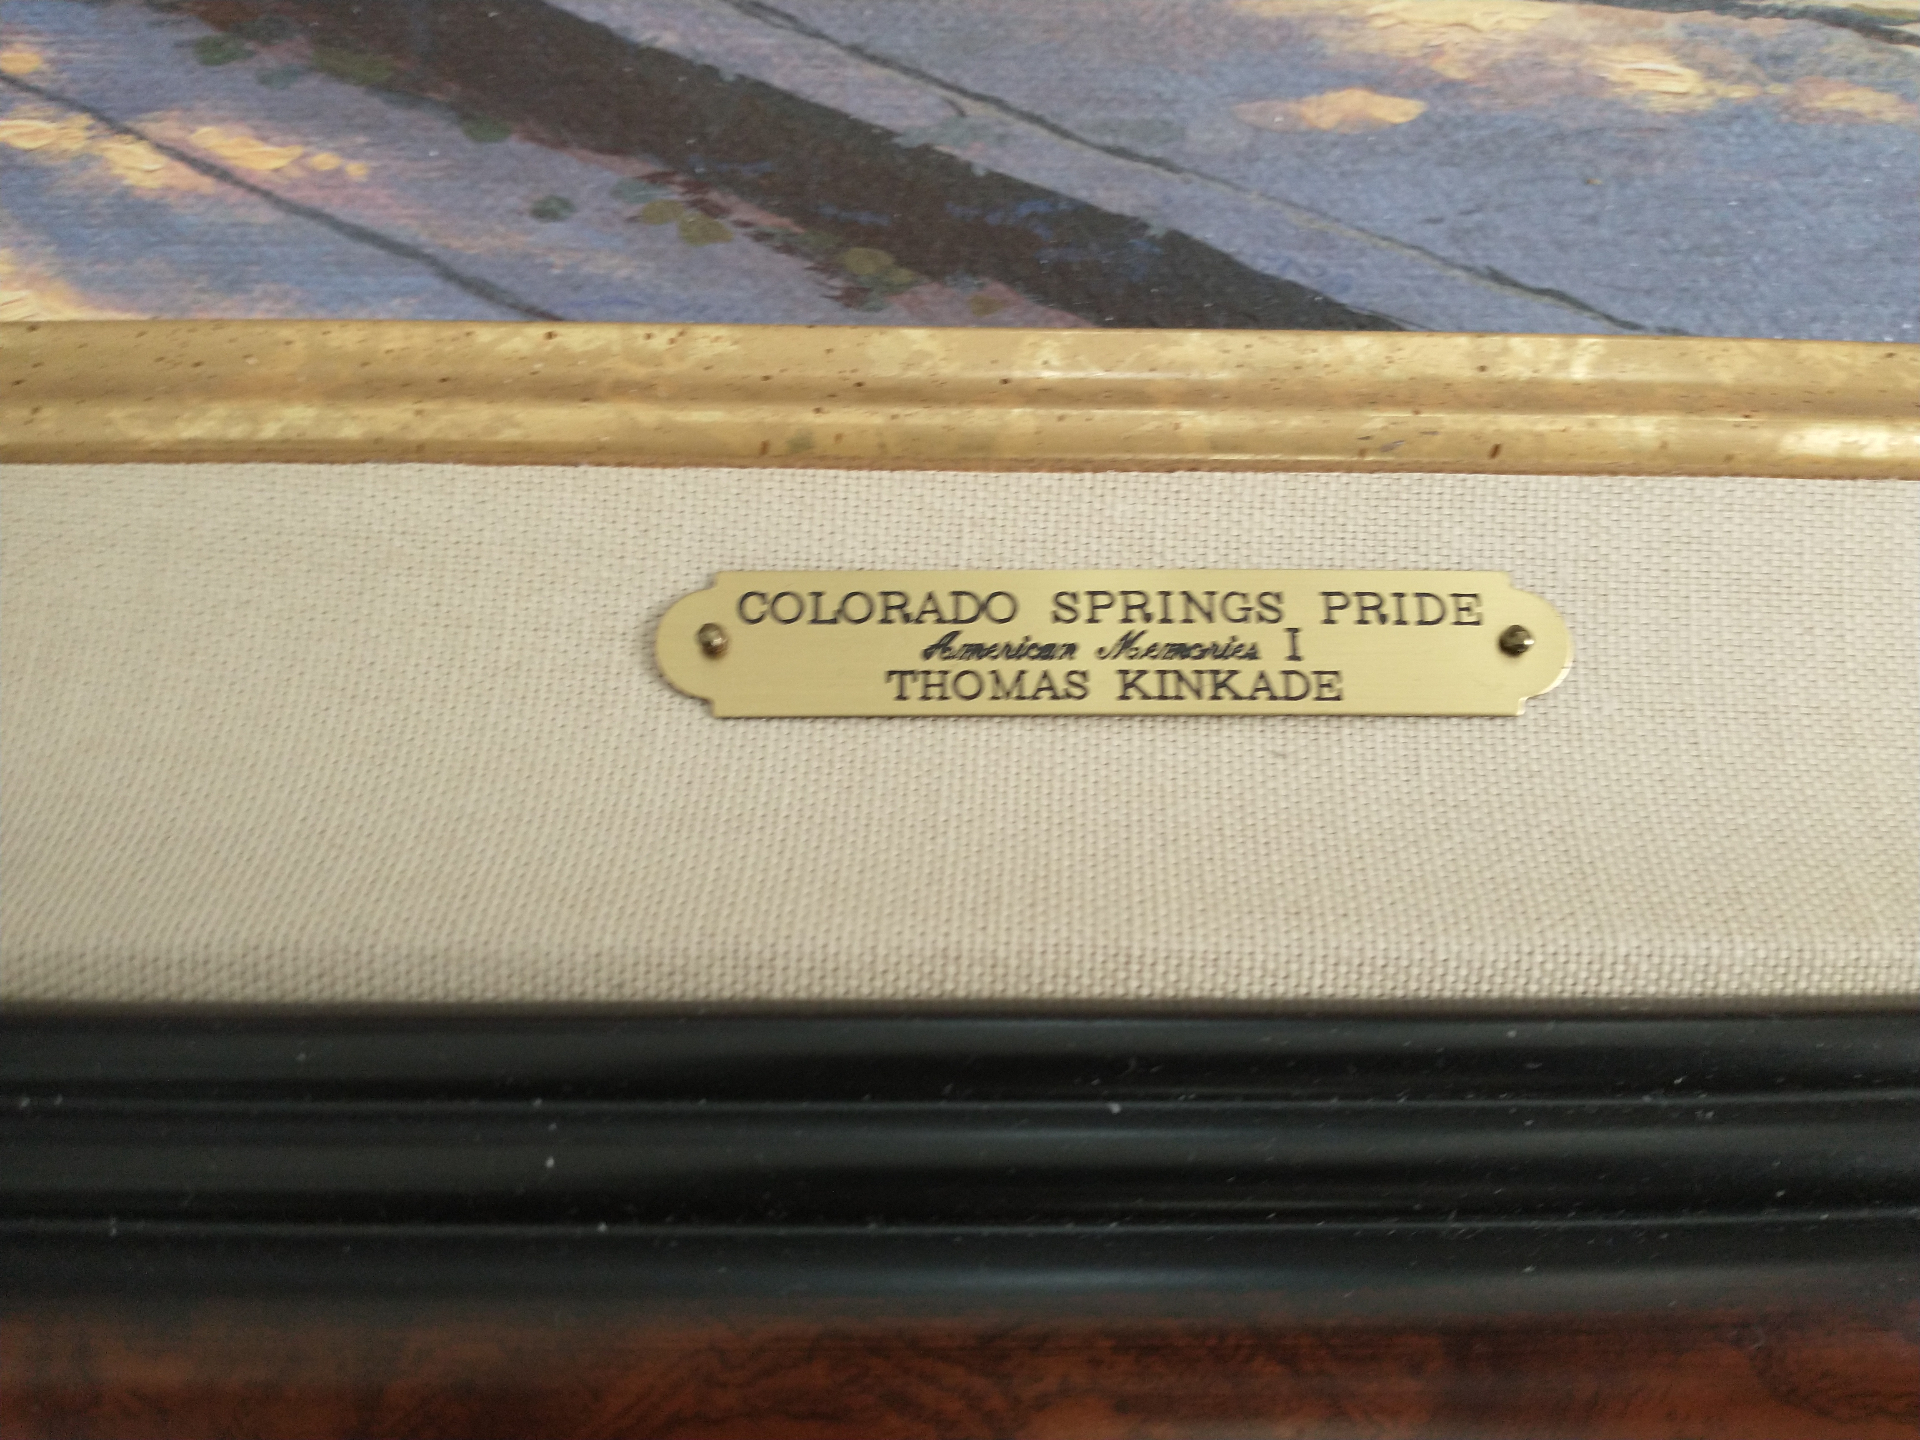 COLORADO SPRINGS PRIDE
American Memories I
THOMAS KINKADE